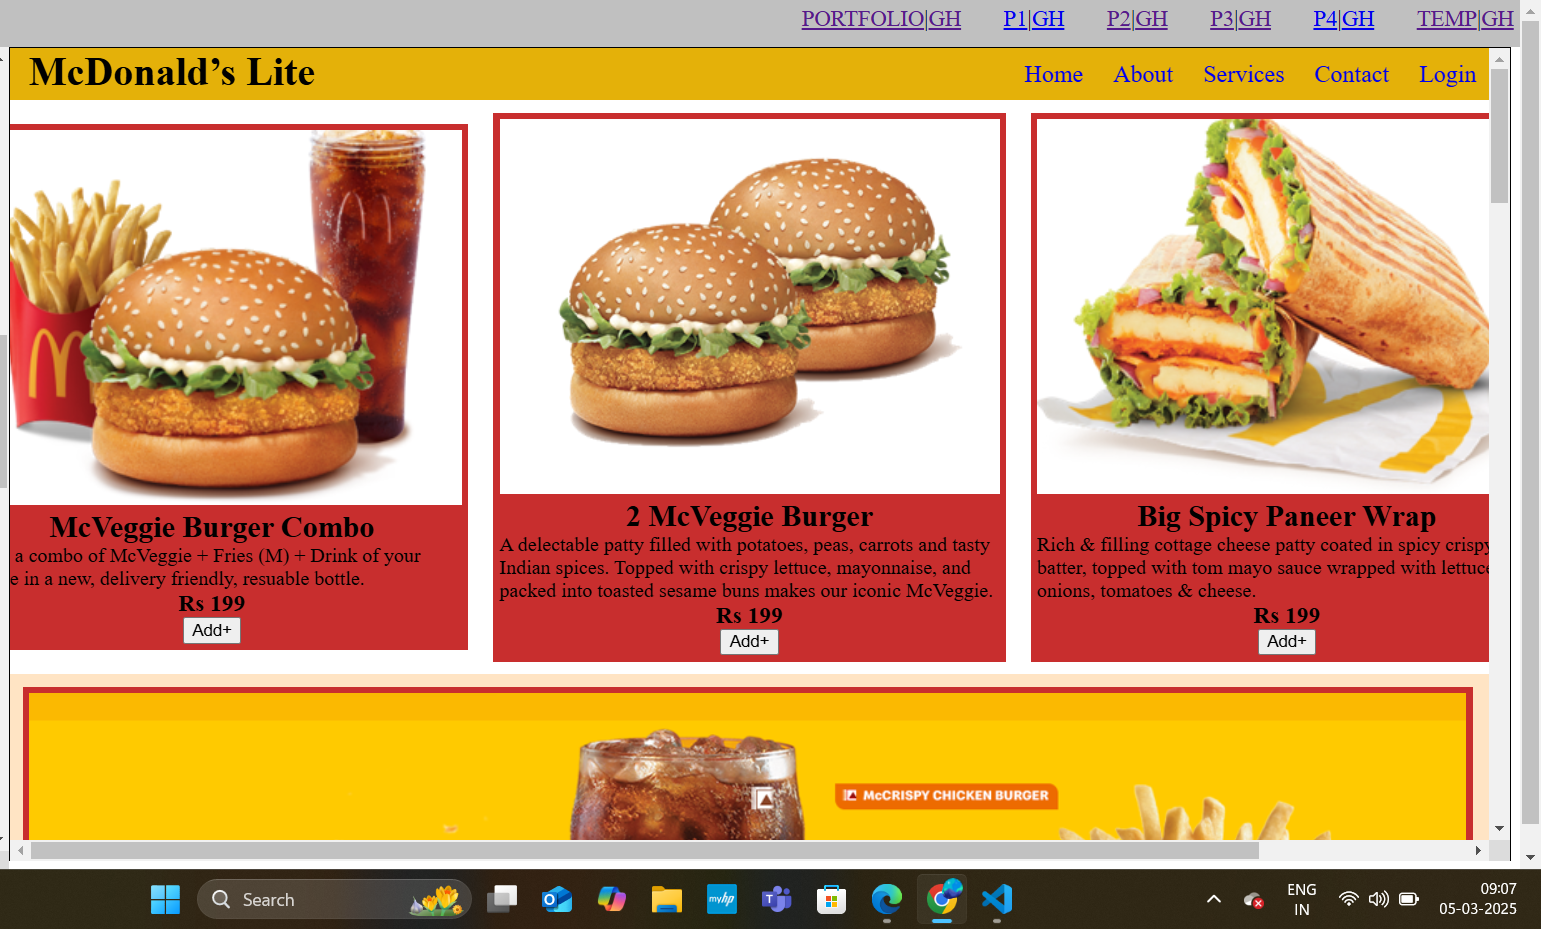 PORTFOLIO|GH P1|GH P2|GH P3|GH P4|GH TEMP|GH
McDonald’s Lite
Home About Services Contact Login
McVeggie Burger Combo
a combo of McVeggie + Fries (M) + Drink of your
e in a new, delivery friendly, resuable bottle.
Rs 199
Add+
2 McVeggie Burger
A delectable patty filled with potatoes, peas, carrots and tasty
Indian spices. Topped with crispy lettuce, mayonnaise, and
packed into toasted sesame buns makes our iconic McVeggie.
Rs 199
Add+
Big Spicy Paneer Wrap
Rich & filling cottage cheese patty coated in spicy crispy
batter, topped with tom mayo sauce wrapped with lettuce
onions, tomatoes & cheese.
Rs 199
Add+
McCRISPY CHICKEN BURGER
Search
myhp
ENG
IN
09:07
05-03-2025